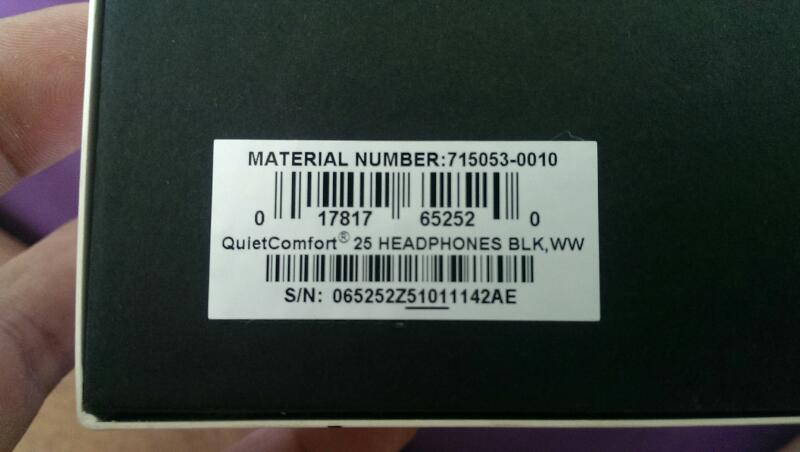 MATERIAL NUMBER:715053-0010
0 17817 65252 0
QuietComfort® 25 HEADPHONES BLK,WW
S/N: 065252Z51011142AE